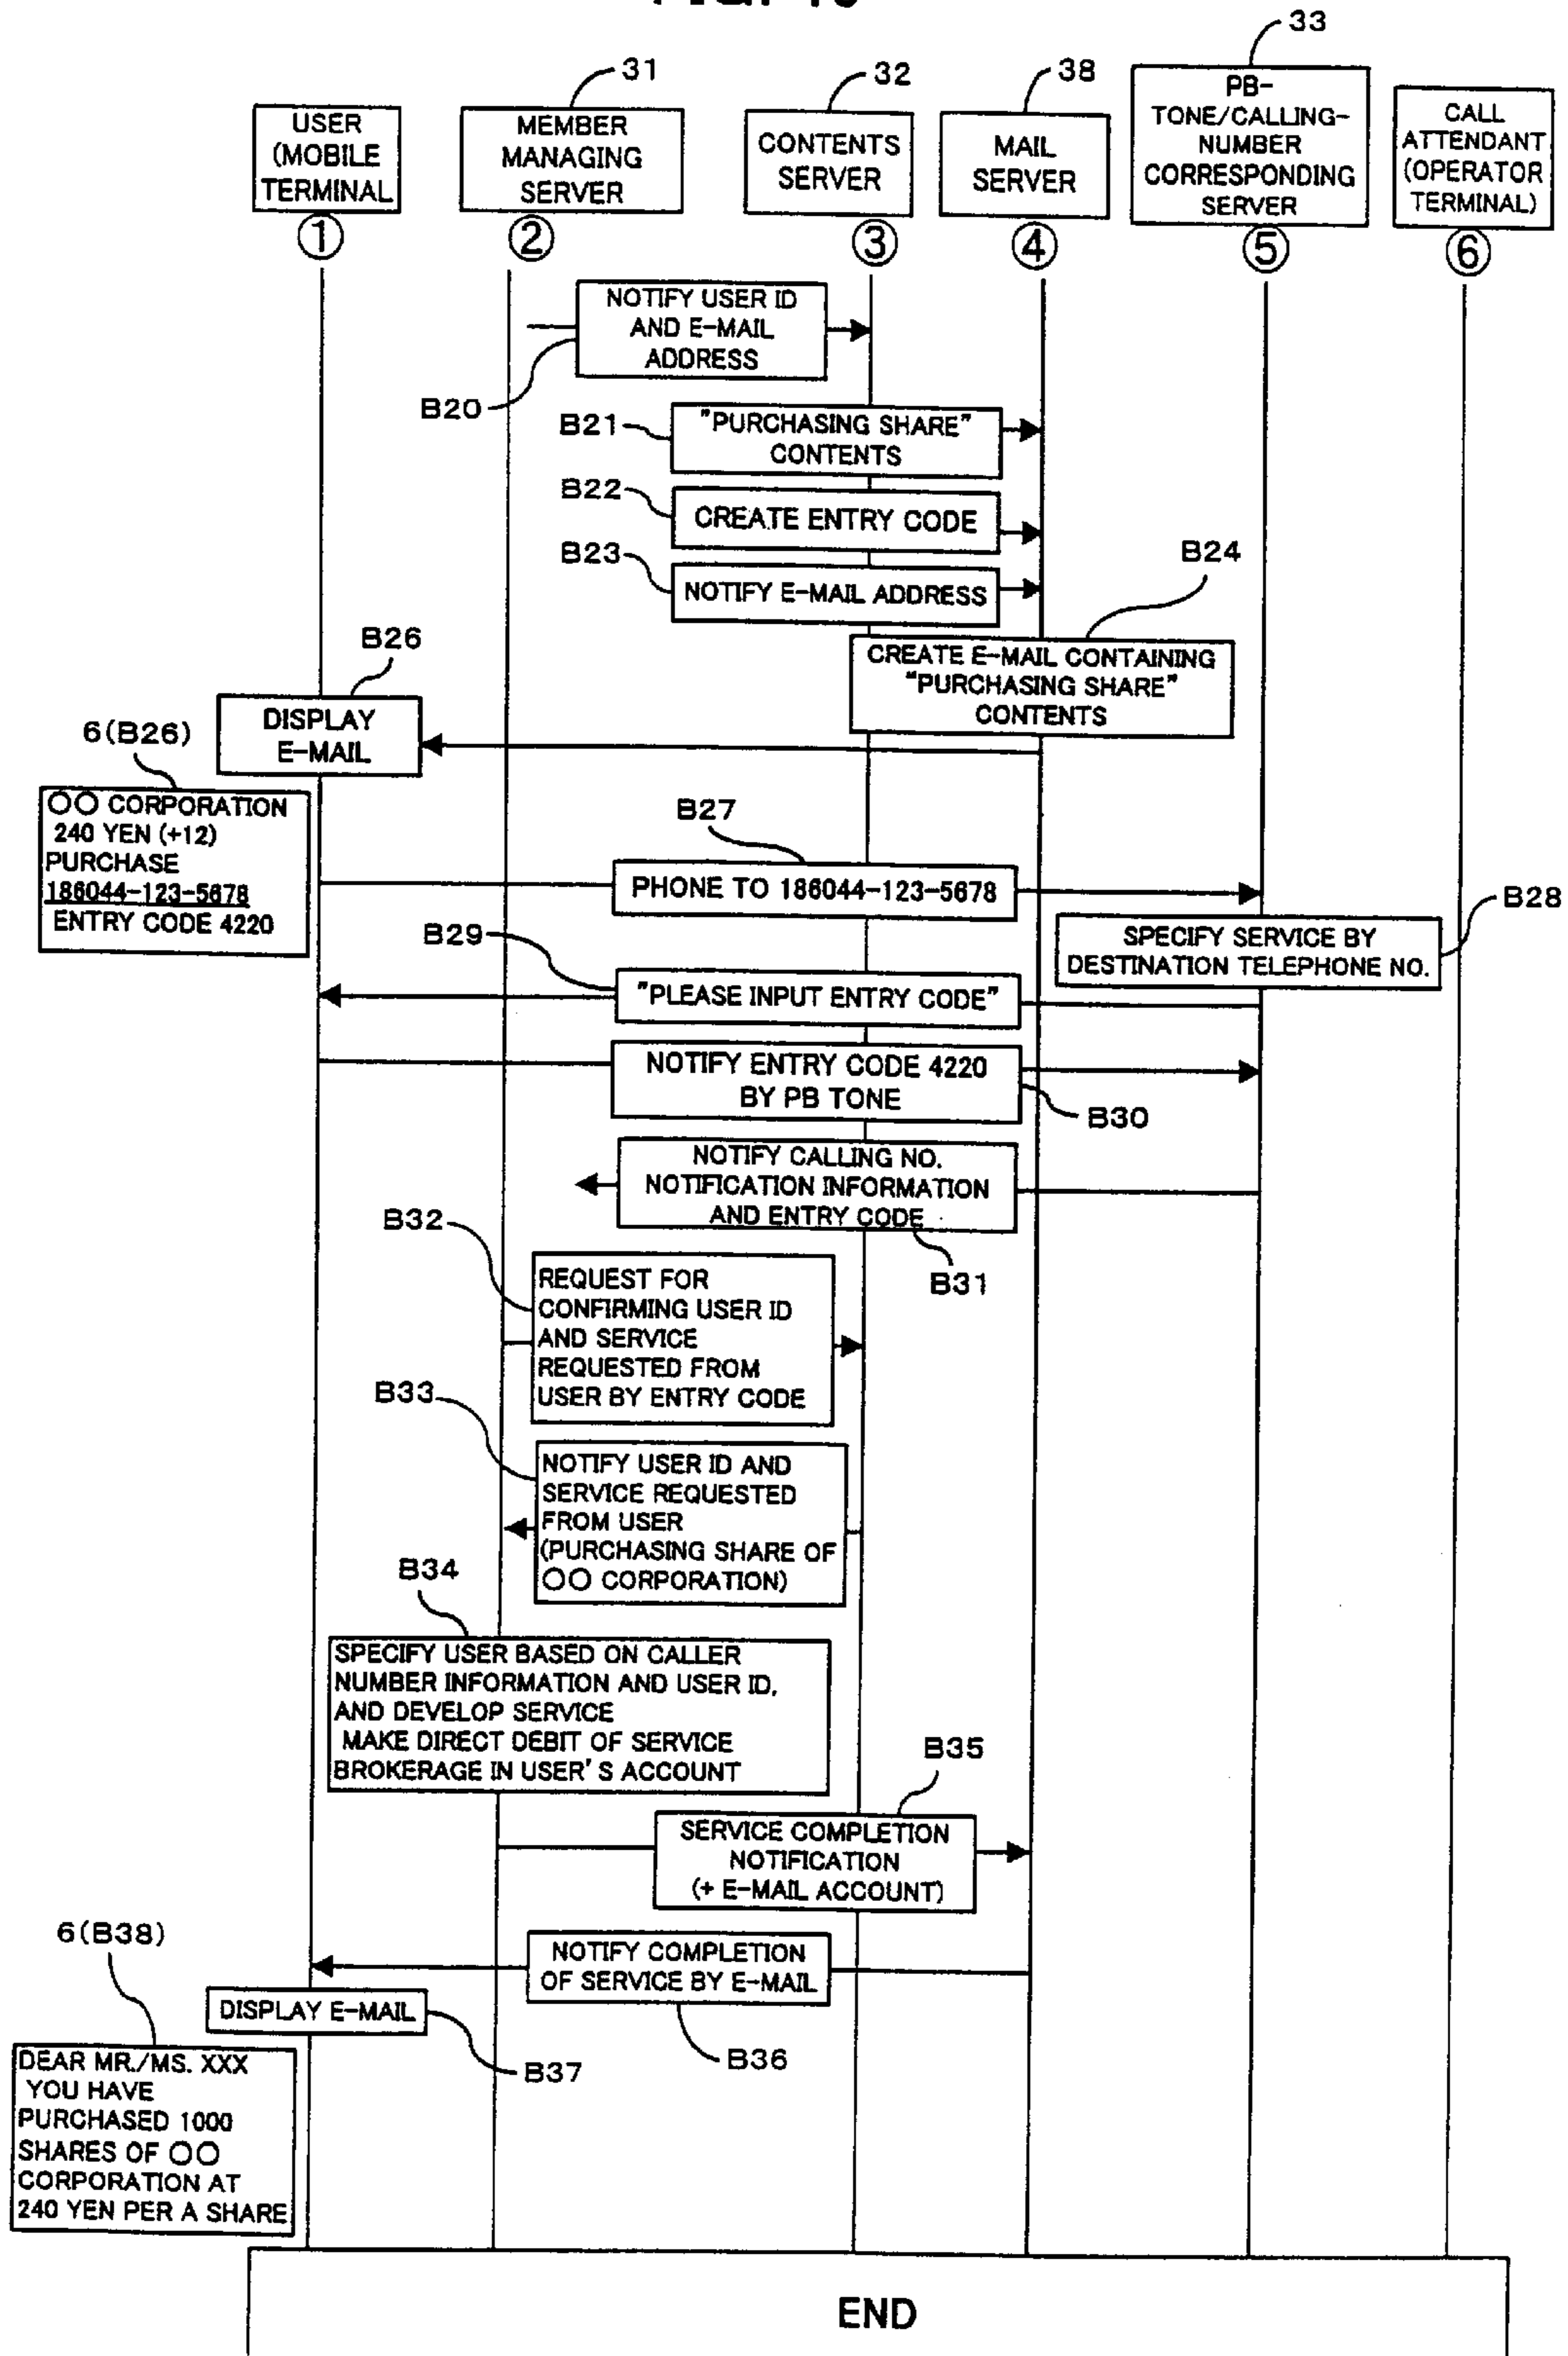 33
31
32
38
USER
(MOBILE
TERMINAL
MEMBER
MANAGING
SERVER
CONTENTS
SERVER
MAIL
SERVER
PB-
TONE/CALLING-
NUMBER
CORRESPONDING
SERVER
CALL
ATTENDANT
(OPERATOR
TERMINAL)
①
②
③
④
⑤
⑥
NOTIFY USER ID
AND E-MAIL
ADDRESS
B20
B21
"PURCHASING SHARE"
CONTENTS
B22
CREATE ENTRY CODE
B23
NOTIFY E-MAIL ADDRESS
B24
CREATE E-MAIL CONTAINING
"PURCHASING SHARE"
CONTENTS
B26
DISPLAY
E-MAIL
6(B26)
○○ CORPORATION
240 YEN (+12)
PURCHASE
186044-123-5678
ENTRY CODE 4220
B27
PHONE TO 186044-123-5678
B28
SPECIFY SERVICE BY
DESTINATION TELEPHONE NO.
B29
"PLEASE INPUT ENTRY CODE"
NOTIFY ENTRY CODE 4220
BY PB TONE
B30
NOTIFY CALLING NO.
NOTIFICATION INFORMATION
AND ENTRY CODE
B31
B32
REQUEST FOR
CONFIRMING USER ID
AND SERVICE
REQUESTED FROM
USER BY ENTRY CODE
B33
NOTIFY USER ID AND
SERVICE REQUESTED
FROM USER
(PURCHASING SHARE OF
○○ CORPORATION)
B34
SPECIFY USER BASED ON CALLER
NUMBER INFORMATION AND USER ID,
AND DEVELOP SERVICE
MAKE DIRECT DEBIT OF SERVICE
BROKERAGE IN USER'S ACCOUNT
B35
SERVICE COMPLETION
NOTIFICATION
(+ E-MAIL ACCOUNT)
6(B38)
NOTIFY COMPLETION
OF SERVICE BY E-MAIL
B36
DISPLAY E-MAIL
B37
DEAR MR./MS. XXX
YOU HAVE
PURCHASED 1000
SHARES OF ○○
CORPORATION AT
240 YEN PER A SHARE
END